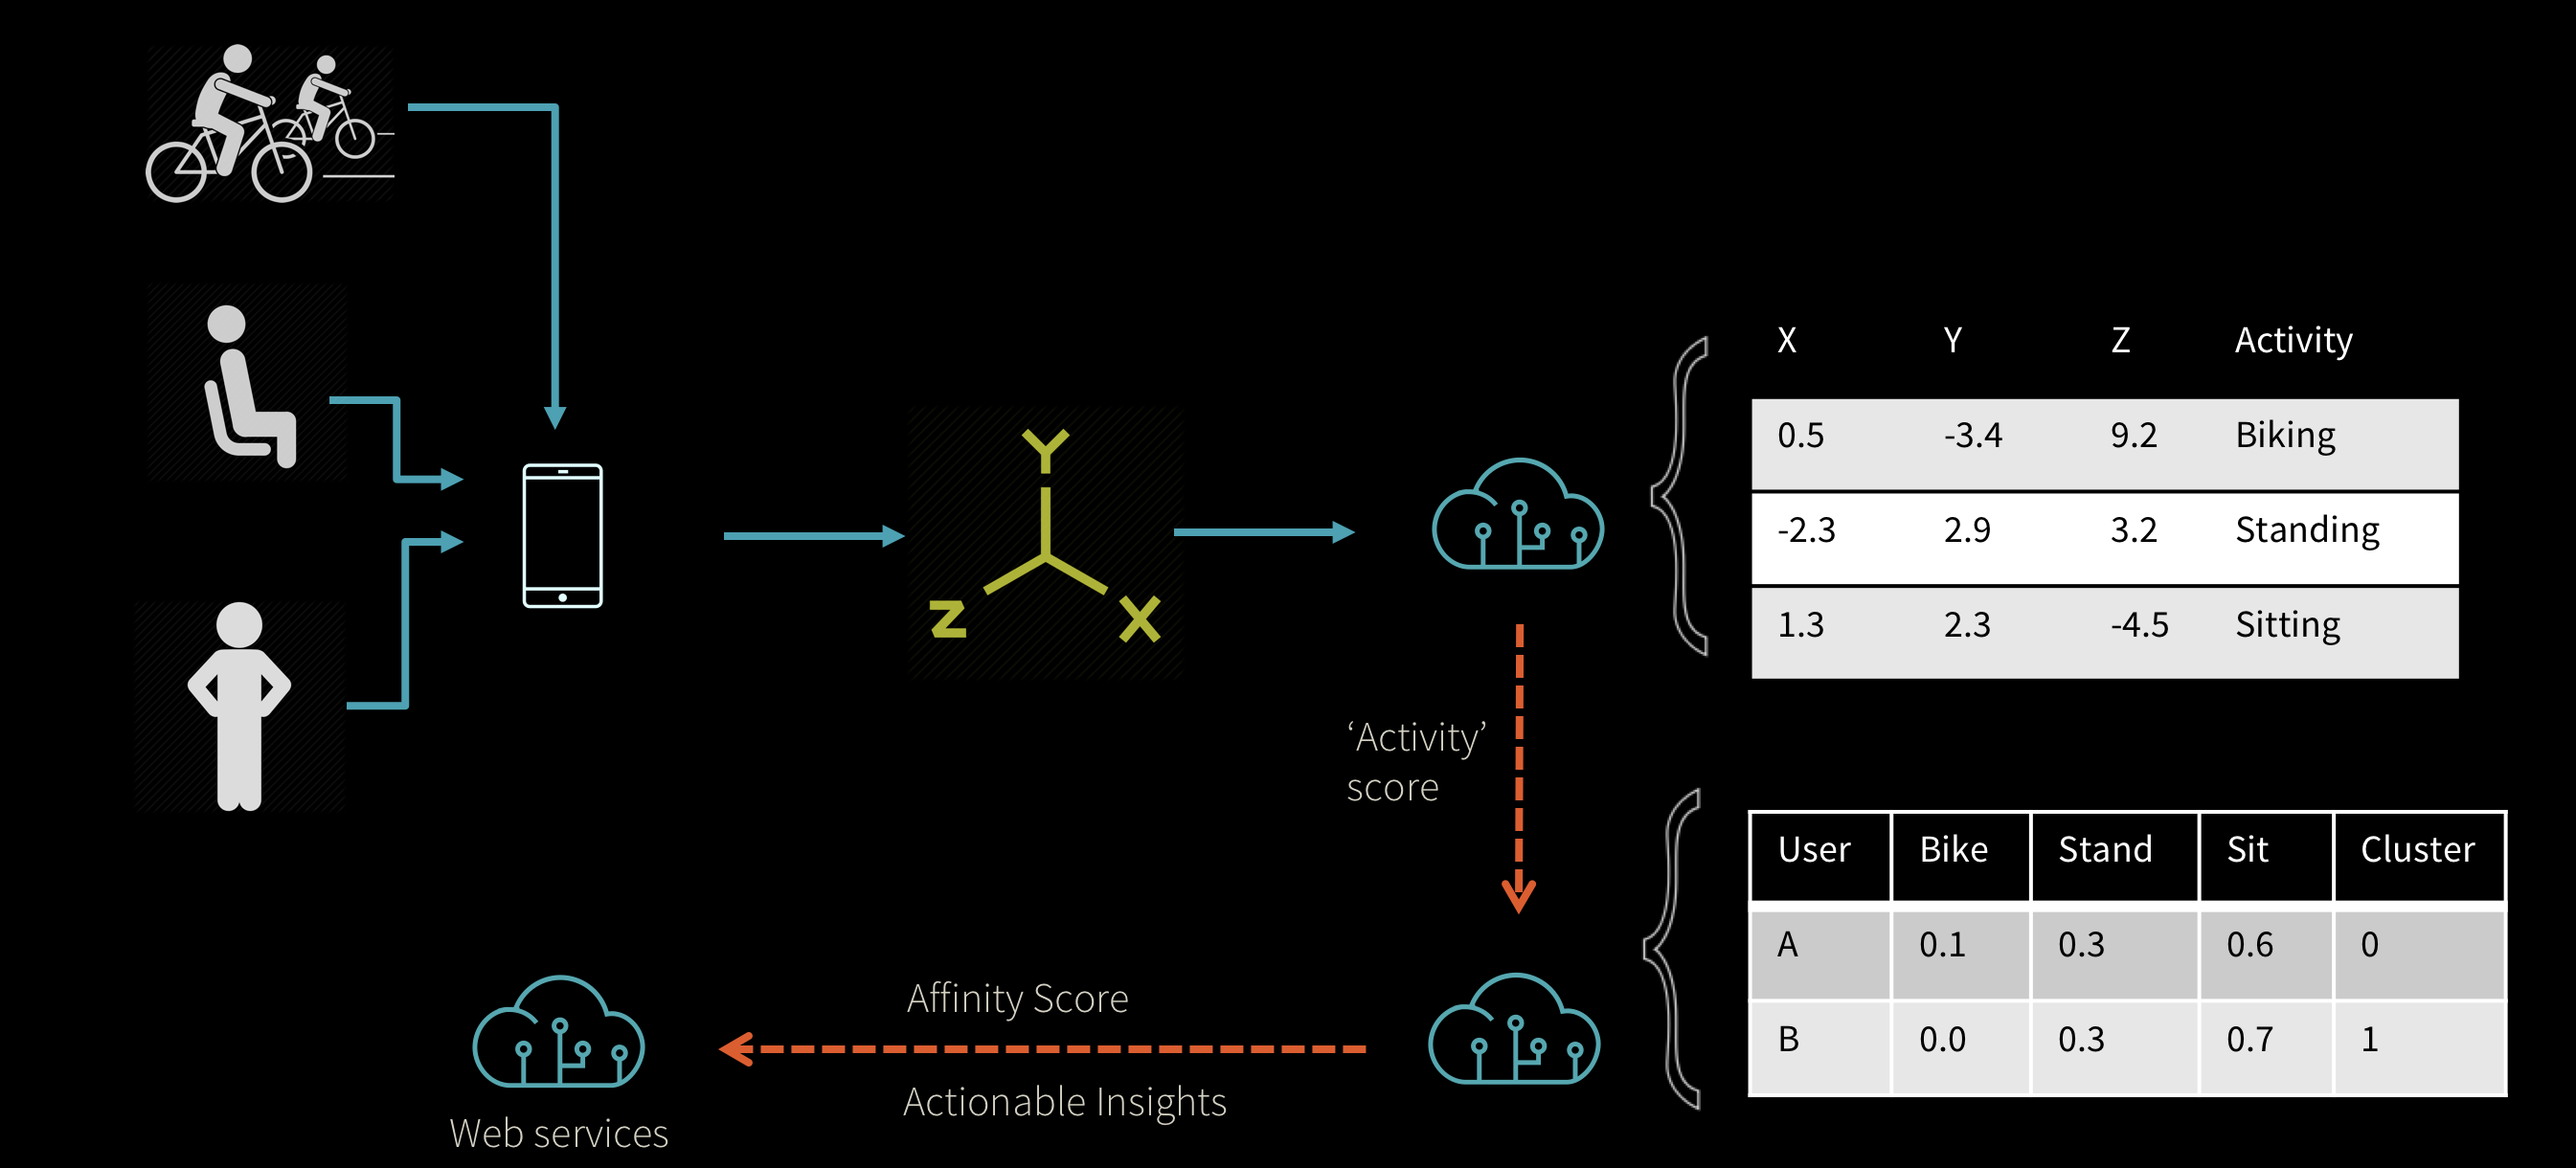 Y
Z
X
X Y Z Activity
0.5 -3.4 9.2 Biking
-2.3 2.9 3.2 Standing
1.3 2.3 -4.5 Sitting
‘Activity’
score
User Bike Stand Sit Cluster
A 0.1 0.3 0.6 0
B 0.0 0.3 0.7 1
Affinity Score
Actionable Insights
Web services